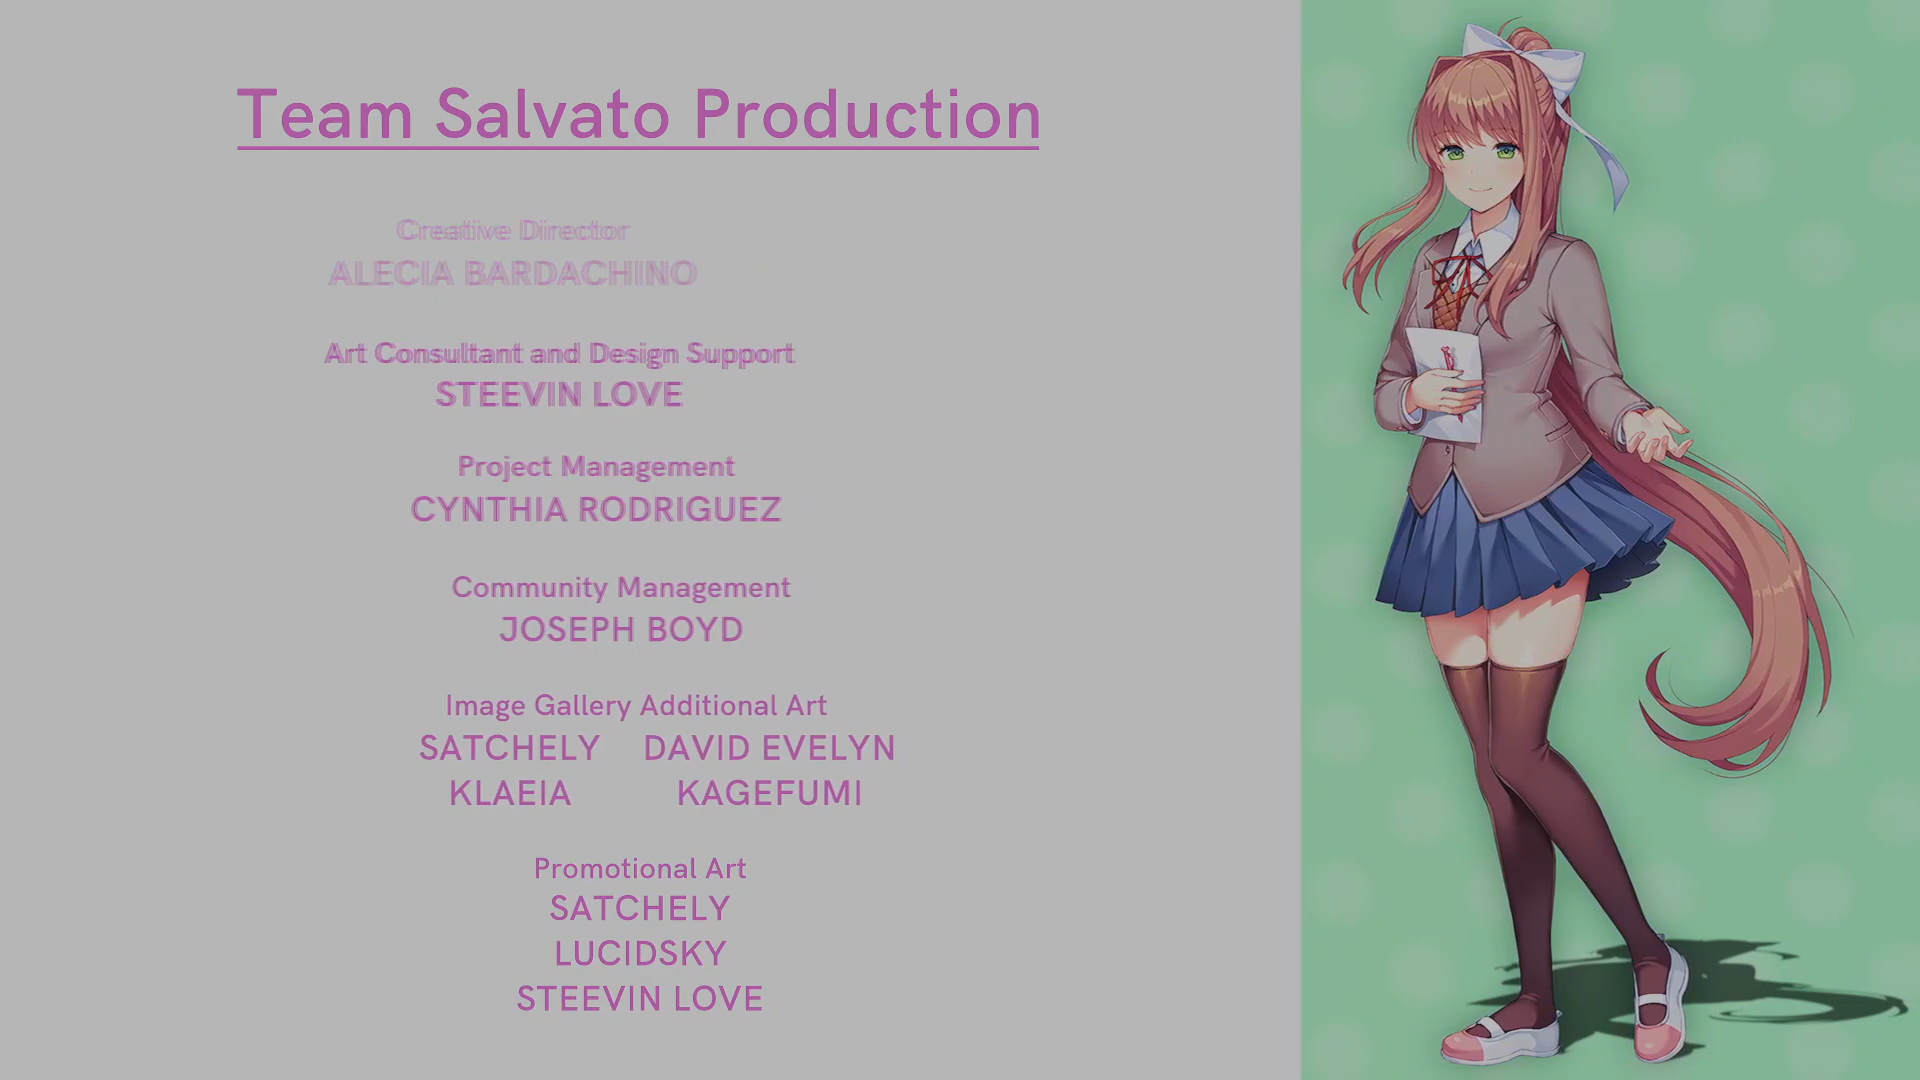 Team Salvato Production
Creative Director
ALECIA BARDACHINO
Art Consultant and Design Support
STEEVIN LOVE
Project Management
CYNTHIA RODRIGUEZ
Community Management
JOSEPH BOYD
Image Gallery Additional Art
SATCHELY DAVID EVELYN
KLAEIA KAGEFUMI
Promotional Art
SATCHELY
LUCIDSKY
STEEVIN LOVE